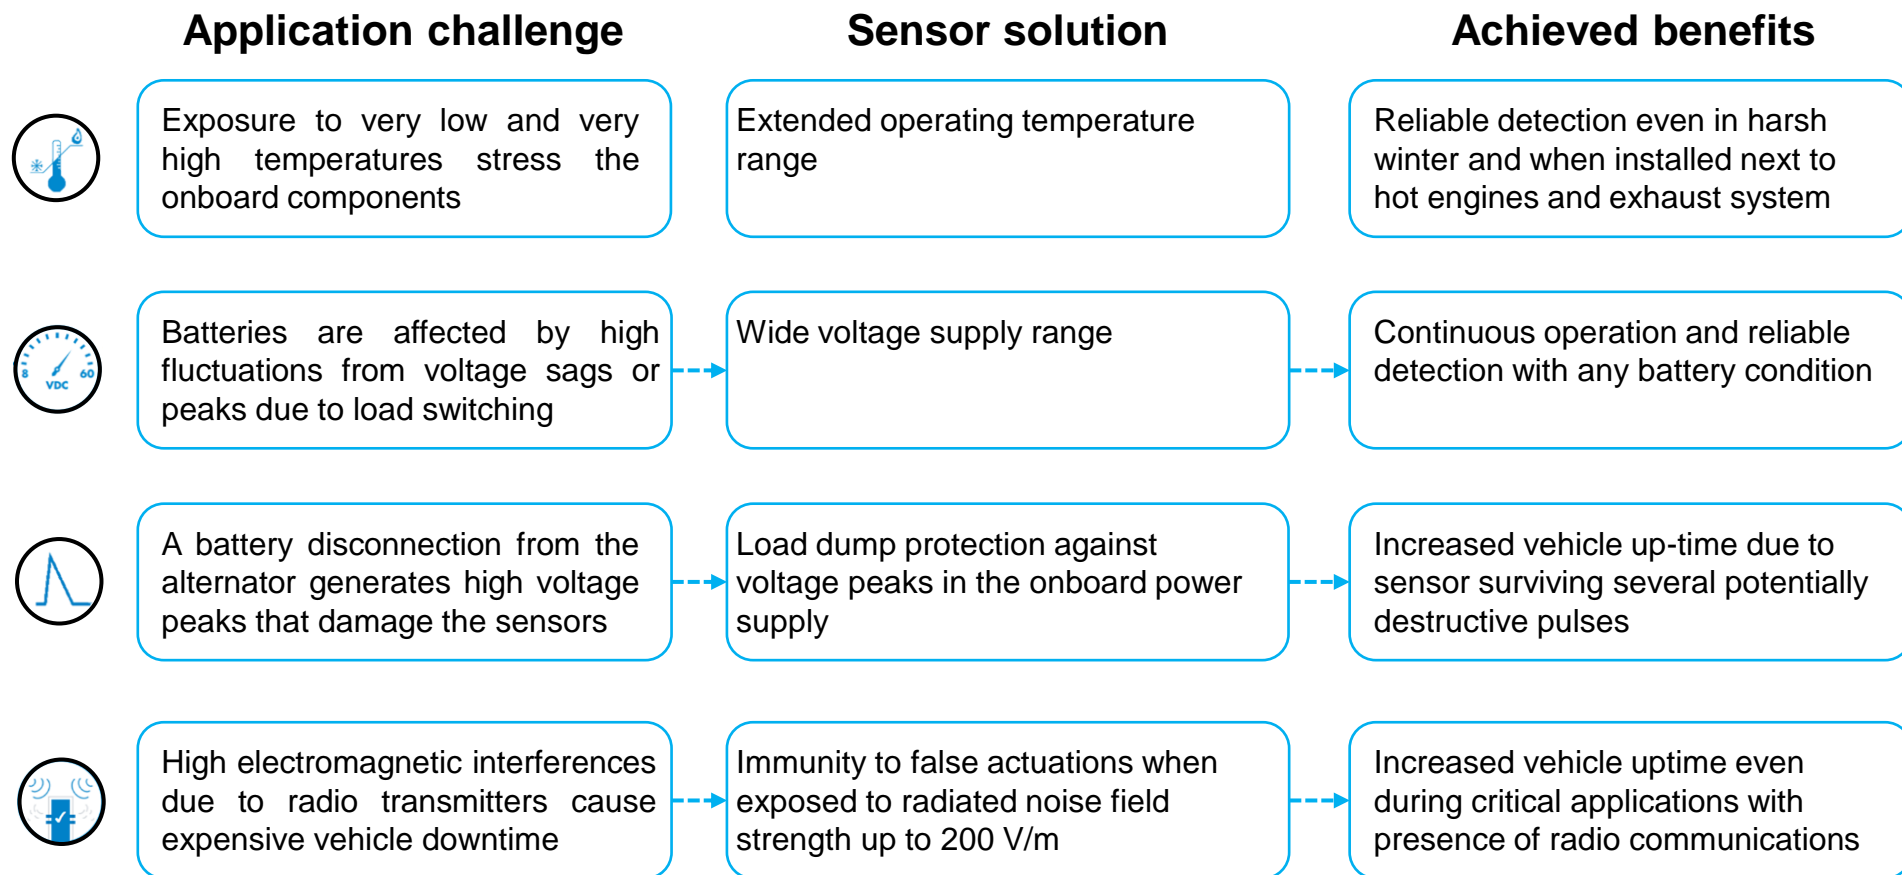 Application challenge
Sensor solution
Achieved benefits
Exposure to very low and very
high temperatures stress the
onboard components
Extended operating temperature
range
Reliable detection even in harsh
winter and when installed next to
hot engines and exhaust system
8 60
VDC
Batteries are affected by high
fluctuations from voltage sags or
peaks due to load switching
Wide voltage supply range
Continuous operation and reliable
detection with any battery condition
A battery disconnection from the
alternator generates high voltage
peaks that damage the sensors
Load dump protection against
voltage peaks in the onboard power
supply
Increased vehicle up-time due to
sensor surviving several potentially
destructive pulses
High electromagnetic interferences
due to radio transmitters cause
expensive vehicle downtime
Immunity to false actuations when
exposed to radiated noise field
strength up to 200 V/m
Increased vehicle uptime even
during critical applications with
presence of radio communications